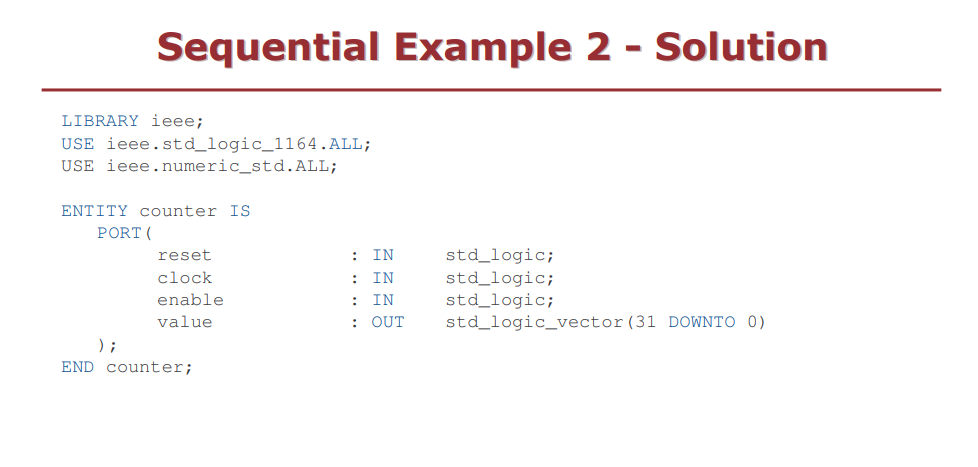 Sequential Example 2 - Solution
LIBRARY ieee;
USE ieee.std_logic_1164.ALL;
USE ieee.numeric_std.ALL;
ENTITY counter IS
PORT(
reset : IN std_logic;
clock : IN std_logic;
enable : IN std_logic;
value : OUT std_logic_vector(31 DOWNTO 0)
);
END counter;